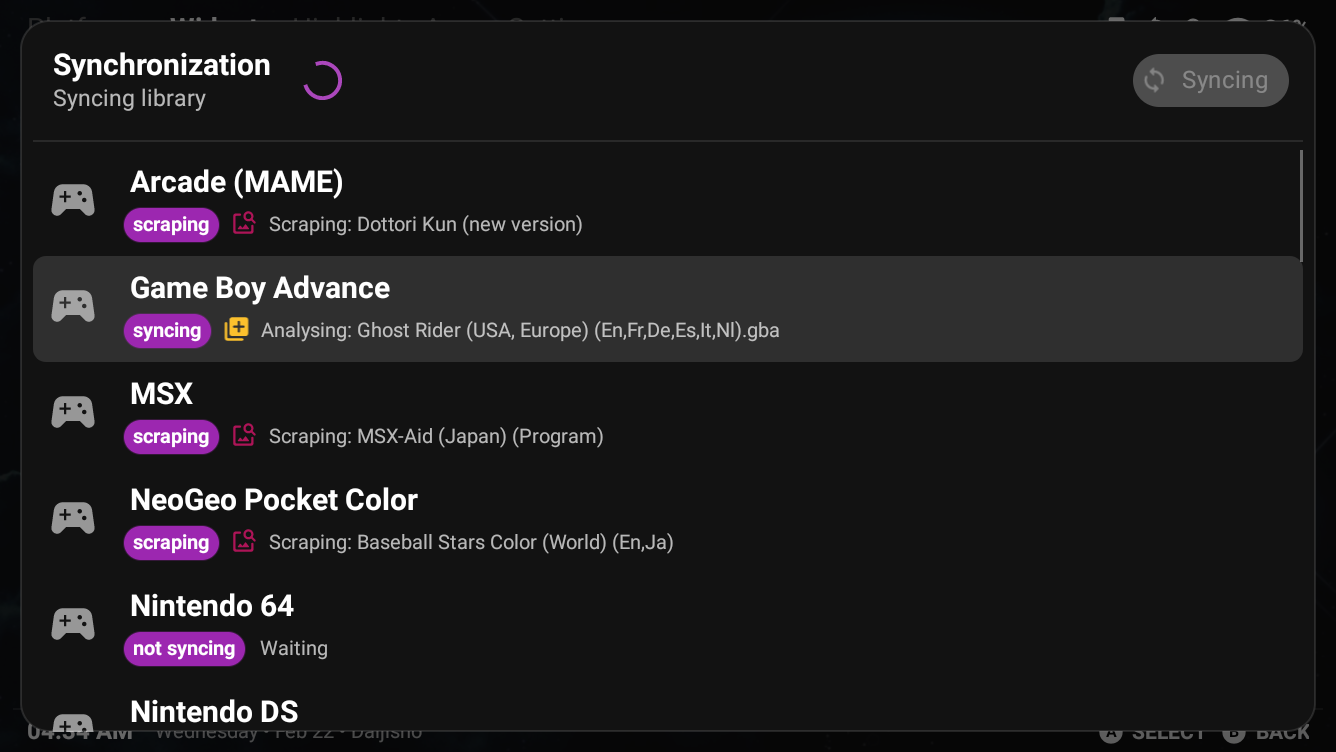 Synchronization
Syncing library
Syncing
Arcade (MAME)
scraping Scraping: Dottori Kun (new version)
Game Boy Advance
syncing Analysing: Ghost Rider (USA, Europe) (En,Fr,De,Es,It,Nl).gba
MSX
scraping Scraping: MSX-Aid (Japan) (Program)
NeoGeo Pocket Color
scraping Scraping: Baseball Stars Color (World) (En,Ja)
Nintendo 64
not syncing Waiting
Nintendo DS
04:54 AM Wednesday • Feb 22 • Daijisho
A SELECT B BACK